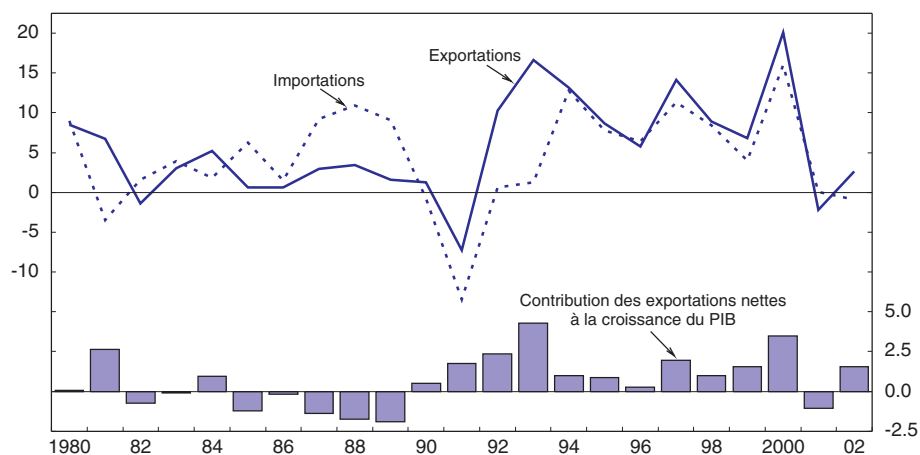 20
15
10
5
0
-5
-10
Importations
Exportations
Contribution des exportations nettes
à la croissance du PIB
5.0
2.5
0.0
-2.5
1980 82 84 86 88 90 92 94 96 98 2000 02